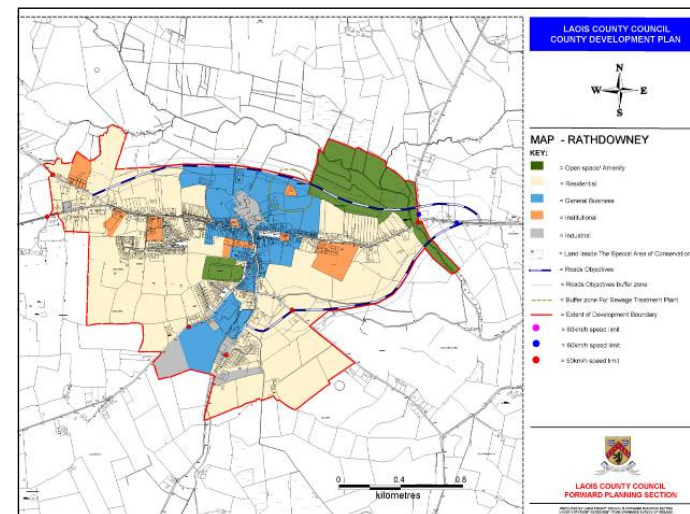 LAOIS COUNTY COUNCIL
COUNTY DEVELOPMENT PLAN
N
W E
S
MAP - RATHDOWNEY
KEY:
= Open space/ Amenity
= Residential
= General Business
= Institutional
= Industrial
= Land Inside The Special Area of Conservation
= Roads Objectives
= Roads Objectives buffer zone
= Buffer zone For Sewage Treatment Plant
= Extent of Development Boundary
= 80km/h speed limit
= 60km/h speed limit
= 50km/h speed limit
0 0.4 0.8
kilometres
LAOIS COUNTY COUNCIL
FORWARD PLANNING SECTION